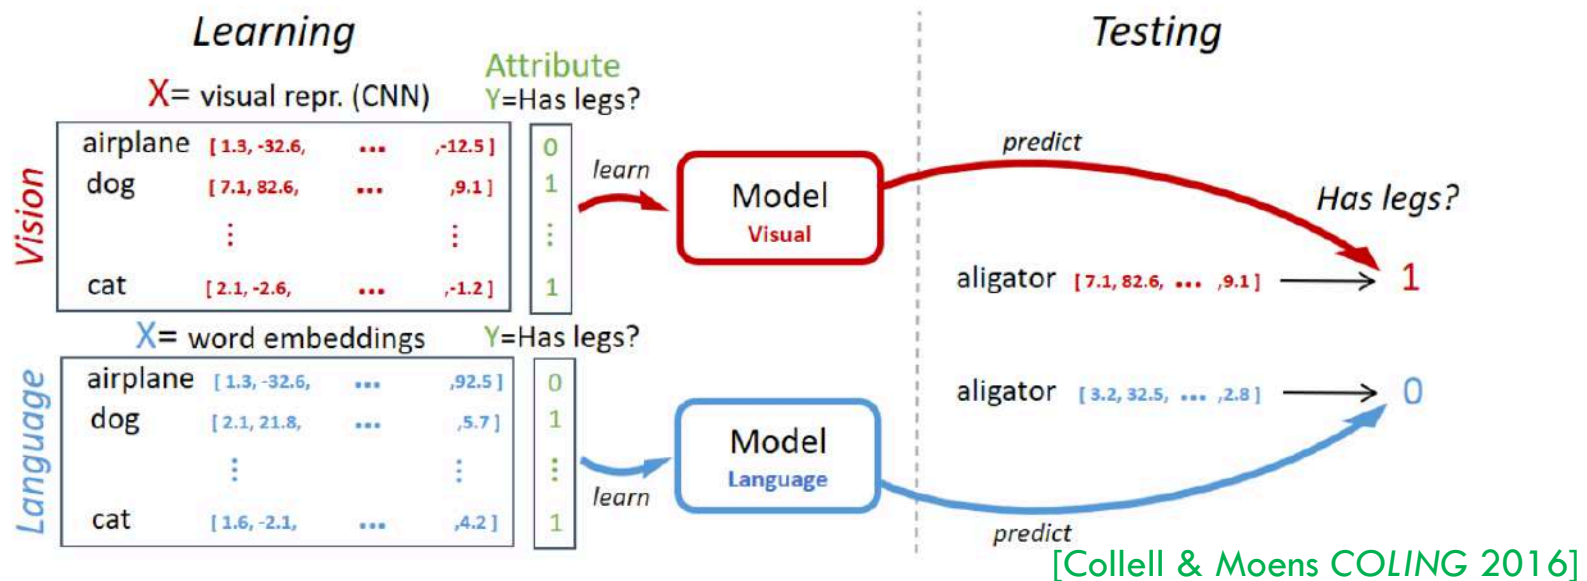 Learning
Testing
Attribute
X= visual repr. (CNN)
Y=Has legs?
Vision
airplane [ 1.3, -32.6, ... ,-12.5 ] 0
dog [ 7.1, 82.6, ... ,9.1 ] 1
⋮ ⋮ ⋮
cat [ 2.1, -2.6, ... ,-1.2 ] 1
learn
Model
Visual
predict
Has legs?
aligator [ 7.1, 82.6, ... ,9.1 ] → 1
X= word embeddings
Y=Has legs?
Language
airplane [ 1.3, -32.6, ... ,92.5 ] 0
dog [ 2.1, 21.8, ... ,5.7 ] 1
⋮ ⋮ ⋮
cat [ 1.6, -2.1, ... ,4.2 ] 1
learn
Model
Language
aligator [ 3.2, 32.5, ... ,2.8 ] → 0
predict
[Collell & Moens COLING 2016]